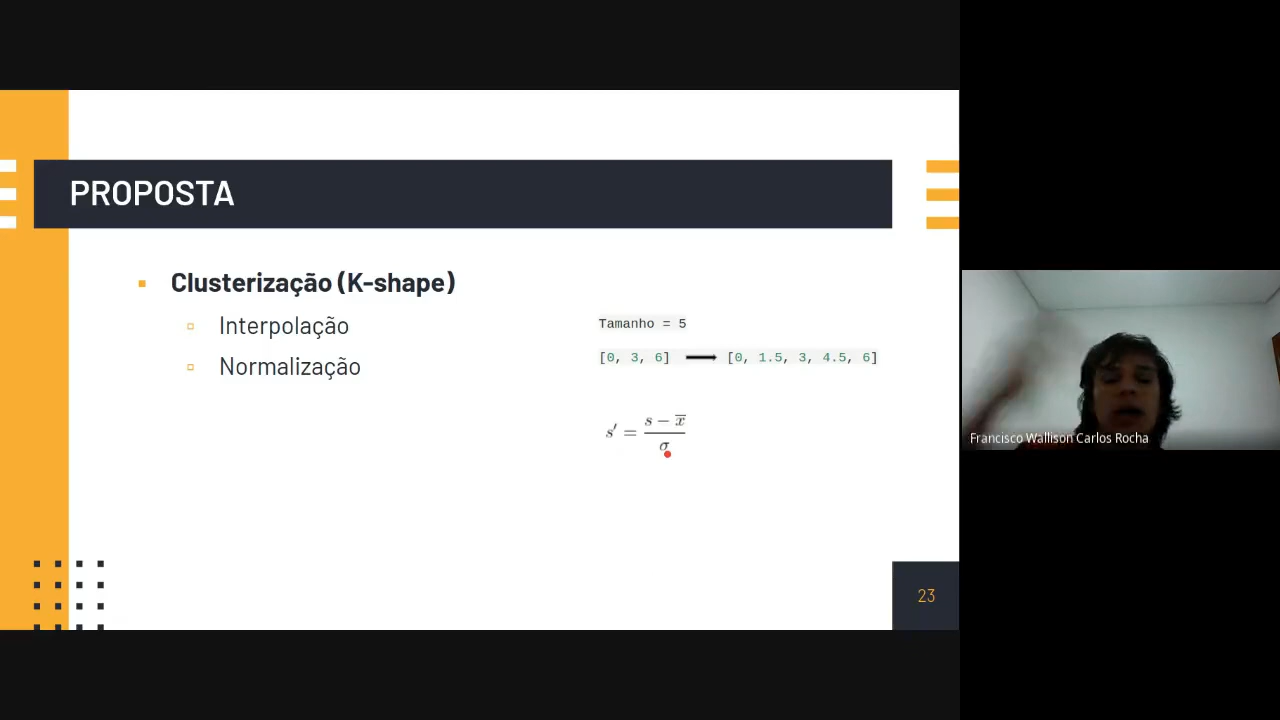 PROPOSTA
Clusterização (K-shape)
Interpolação
Normalização
Tamanho = 5
[0, 3, 6] ⟶ [0, 1.5, 3, 4.5, 6]
s′ = (s − x̅) / σ
23
Francisco Wallison Carlos Rocha